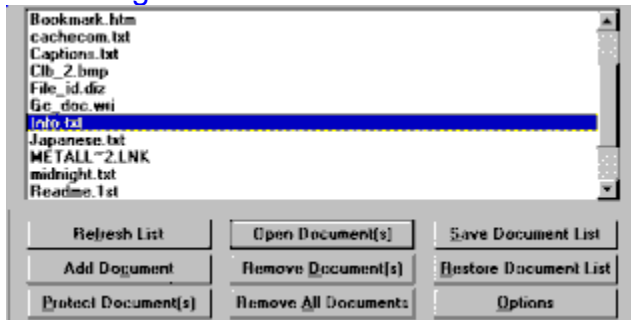 Bookmark.htm
cachecom.txt
Captions.txt
Clb_2.bmp
File_id.diz
Gc_doc.wri
Info.txt
Japanese.txt
METALL~2.LNK
midnight.txt
Readme.1st
Refresh List Open Document(s) Save Document List
Add Document Remove Document(s) Restore Document List
Protect Document(s) Remove All Documents Options